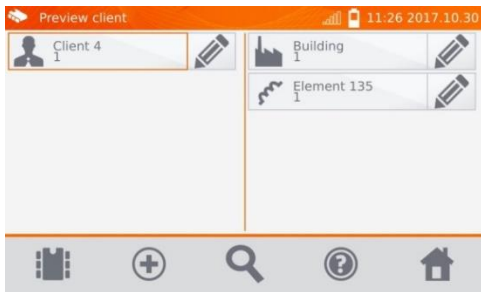 Preview client
11:26 2017.10.30
Client 4
1
Building
1
Element 135
1